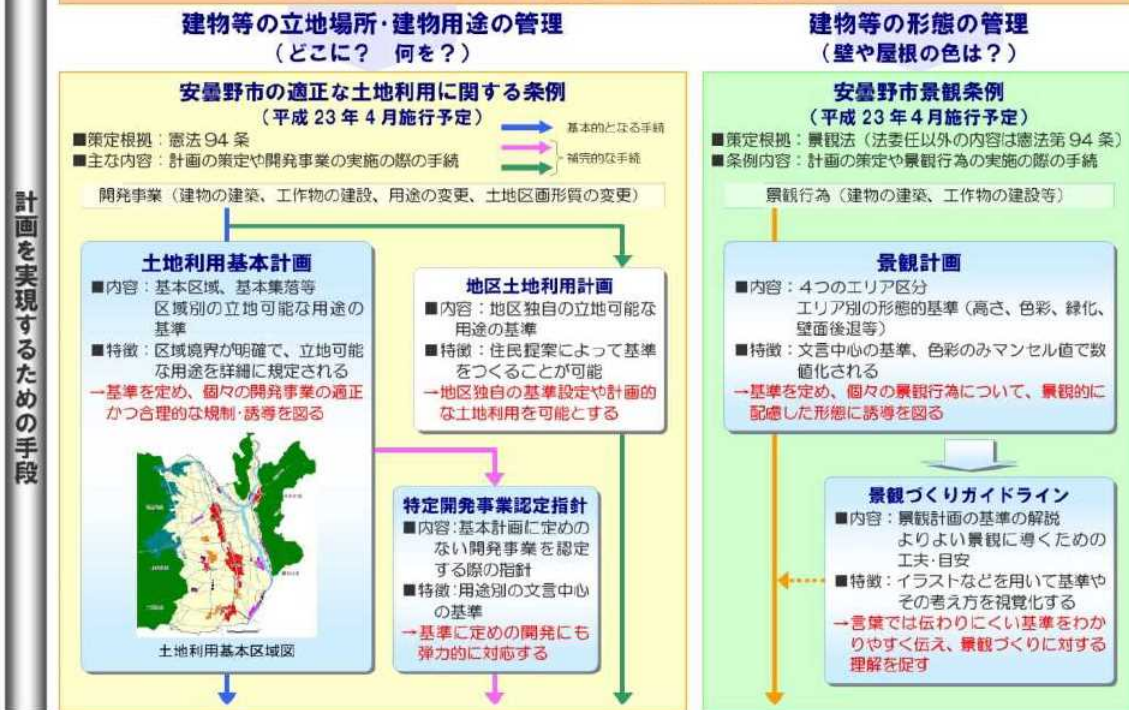 計画を実現するための手段
建物等の立地場所・建物用途の管理
（どこに？　何を？）
安曇野市の適正な土地利用に関する条例
（平成23年4月施行予定）
■策定根拠：憲法94条
■主な内容：計画の策定や開発事業の実施の際の手続
基本的となる手続
補完的な手続
開発事業（建物の建築、工作物の建設、用途の変更、土地区画形質の変更）
土地利用基本計画
■内容：基本区域、基本集落等
区域別の立地可能な用途の
基準
■特徴：区域境界が明確で、立地可能
な用途を詳細に規定される
→基準を定め、個々の開発事業の適正
かつ合理的な規制・誘導を図る
土地利用基本区域図
地区土地利用計画
■内容：地区独自の立地可能な
用途の基準
■特徴：住民提案によって基準
をつくることが可能
→地区独自の基準設定や計画的
な土地利用を可能とする
特定開発事業認定指針
■内容：基本計画に定めの
ない開発事業を認定
する際の指針
■特徴：用途別の文言中心
の基準
→基準に定めの開発にも
弾力的に対応する
建物等の形態の管理
（壁や屋根の色は？）
安曇野市景観条例
（平成23年4月施行予定）
■策定根拠：景観法（法委任以外の内容は憲法第94条）
■条例内容：計画の策定や景観行為の実施の際の手続
景観行為（建物の建築、工作物の建設等）
景観計画
■内容：4つのエリア区分
エリア別の形態的基準（高さ、色彩、緑化、
壁面後退等）
■特徴：文言中心の基準、色彩のみマンセル値で数
値化される
→基準を定め、個々の景観行為について、景観的に
配慮した形態に誘導を図る
景観づくりガイドライン
■内容：景観計画の基準の解説
よりよい景観に導くための
工夫・目安
■特徴：イラストなどを用いて基準や
その考え方を視覚化する
→言葉では伝わりにくい基準をわか
りやすく伝え、景観づくりに対する
理解を促す